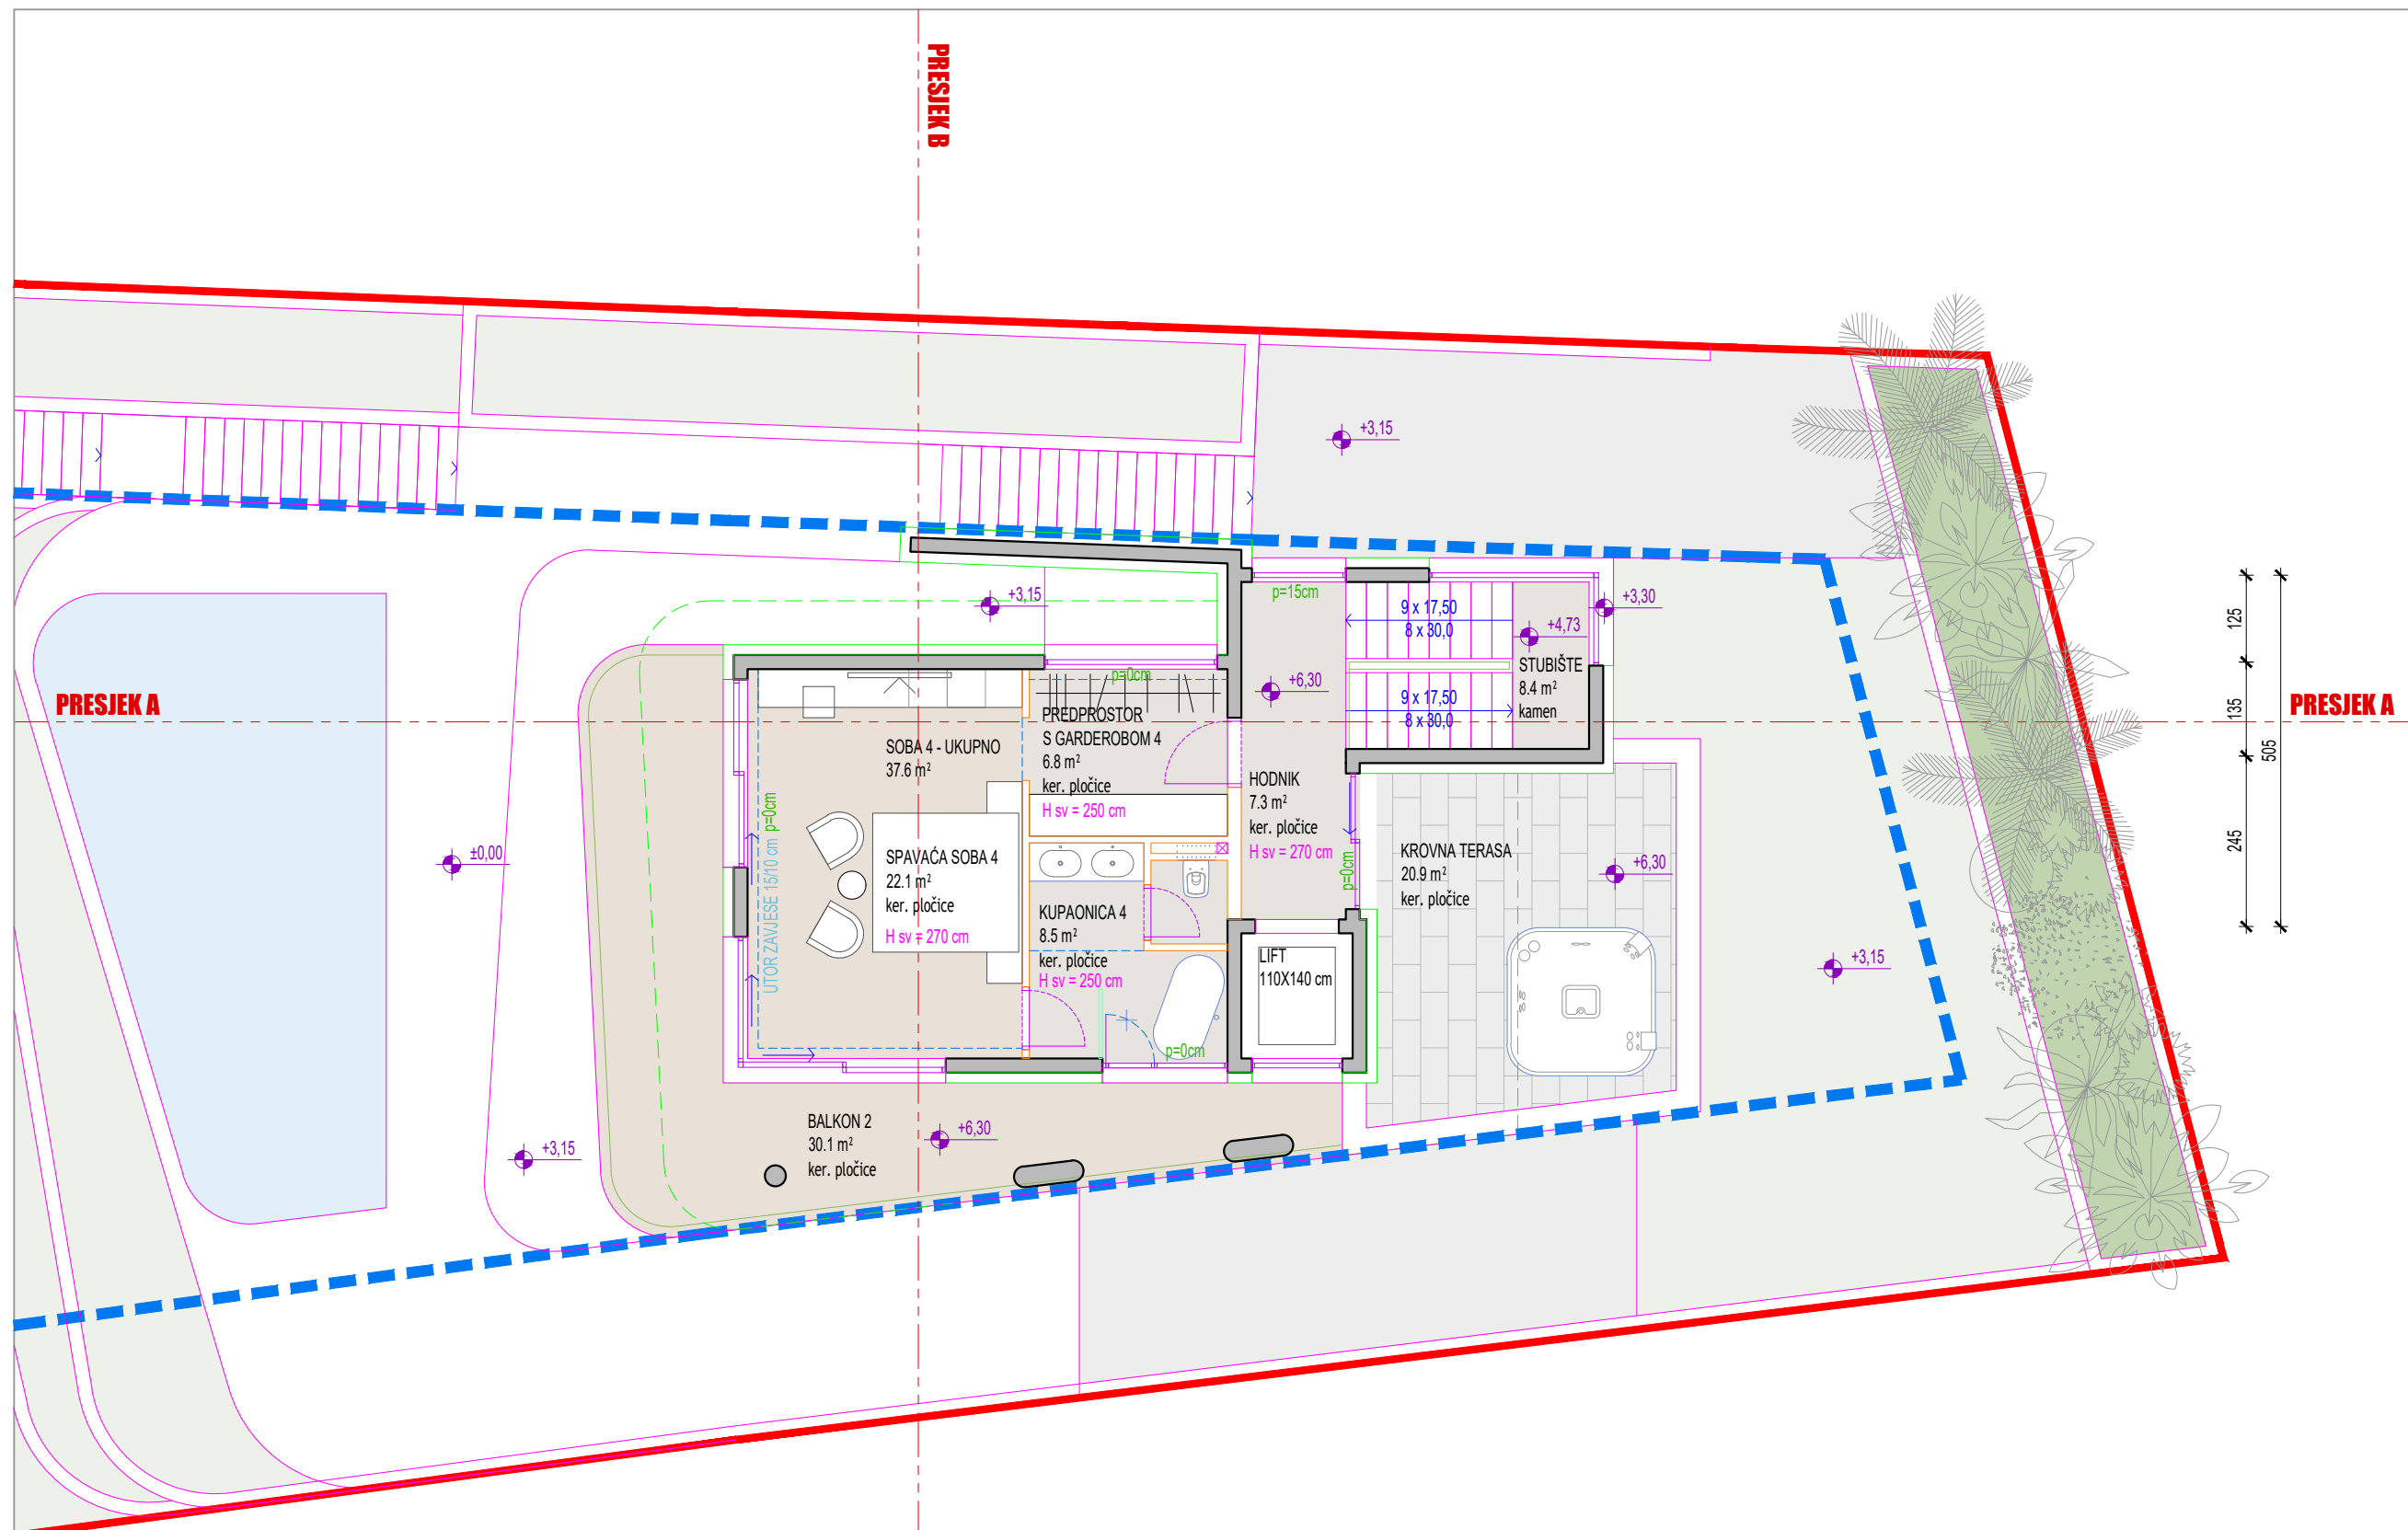 PRESJEK B
+3,15
+3,15
p=15cm
9 x 17,50
8 x 30,0
+4,73
+3,30
STUBIŠTE
8.4 m²
kamen
p=0cm
+6,30
9 x 17,50
8 x 30,0
PRESJEK A
PRESJEK A
125
135
245
505
PREDPROSTOR
S GARDEROBOM 4
6.8 m²
ker. pločice
H sv = 250 cm
SOBA 4 - UKUPNO
37.6 m²
HODNIK
7.3 m²
ker. pločice
H sv = 270 cm
p=0cm
UTOR ZAVJESE 15/10 cm
p=0cm
±0,00
SPAVAĆA SOBA 4
22.1 m²
ker. pločice
H sv = 270 cm
KROVNA TERASA
20.9 m²
ker. pločice
+6,30
KUPAONICA 4
8.5 m²
ker. pločice
H sv = 250 cm
LIFT
110X140 cm
+3,15
p=0cm
BALKON 2
30.1 m²
ker. pločice
+6,30
+3,15